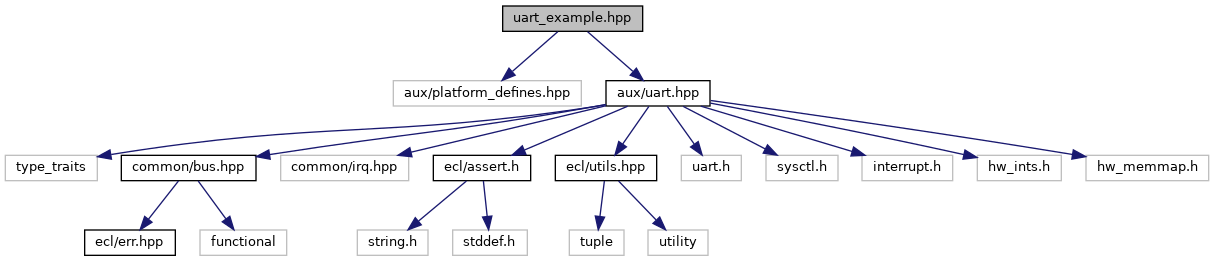 uart_example.hpp
aux/platform_defines.hpp
aux/uart.hpp
type_traits
common/bus.hpp
common/irq.hpp
ecl/assert.h
ecl/utils.hpp
uart.h
sysctl.h
interrupt.h
hw_ints.h
hw_memmap.h
ecl/err.hpp
functional
string.h
stddef.h
tuple
utility